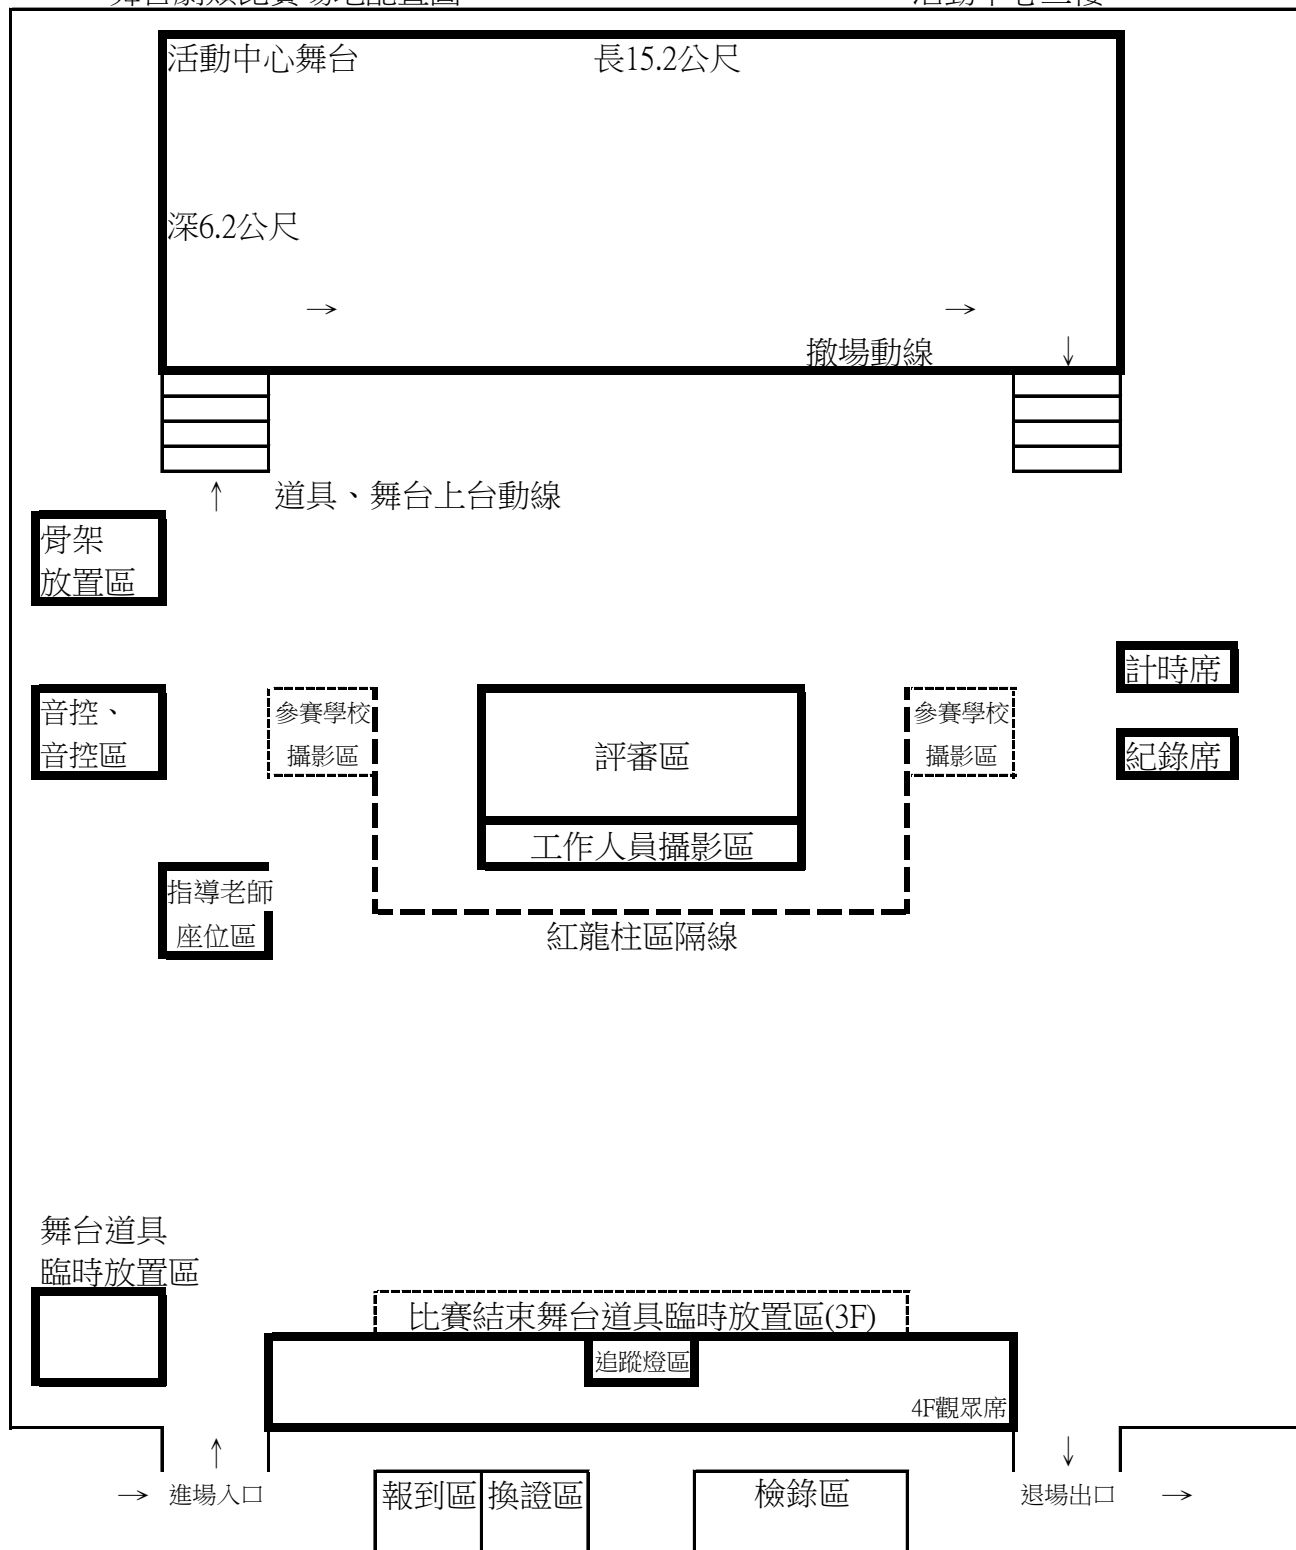 活動中心舞台 長15.2公尺
深6.2公尺
→ →
撤場動線 ↓
↑ 道具、舞台上台動線
骨架
放置區
計時席
音控、
音控區
參賽學校
攝影區
評審區
參賽學校
攝影區
紀錄席
工作人員攝影區
指導老師
座位區
紅龍柱區隔線
舞台道具
臨時放置區
比賽結束舞台道具臨時放置區(3F)
追蹤燈區
4F觀眾席
↑ ↓
→ 進場入口 報到區 換證區 檢錄區 退場出口 →